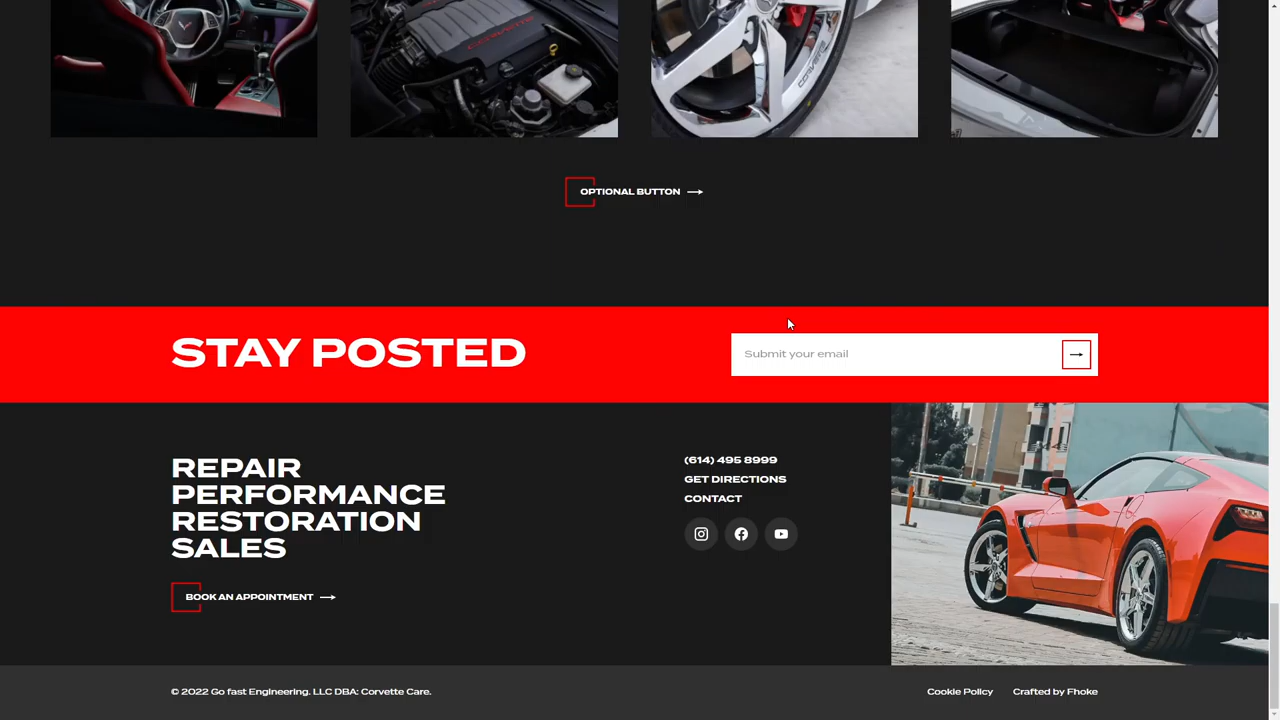 CORVETTE
OPTIONAL BUTTON
STAY POSTED
Submit your email
REPAIR
PERFORMANCE
RESTORATION
SALES
BOOK AN APPOINTMENT
(614) 495 8999
GET DIRECTIONS
CONTACT
© 2022 Go fast Engineering. LLC DBA: Corvette Care.
Cookie Policy
Crafted by Fhoke